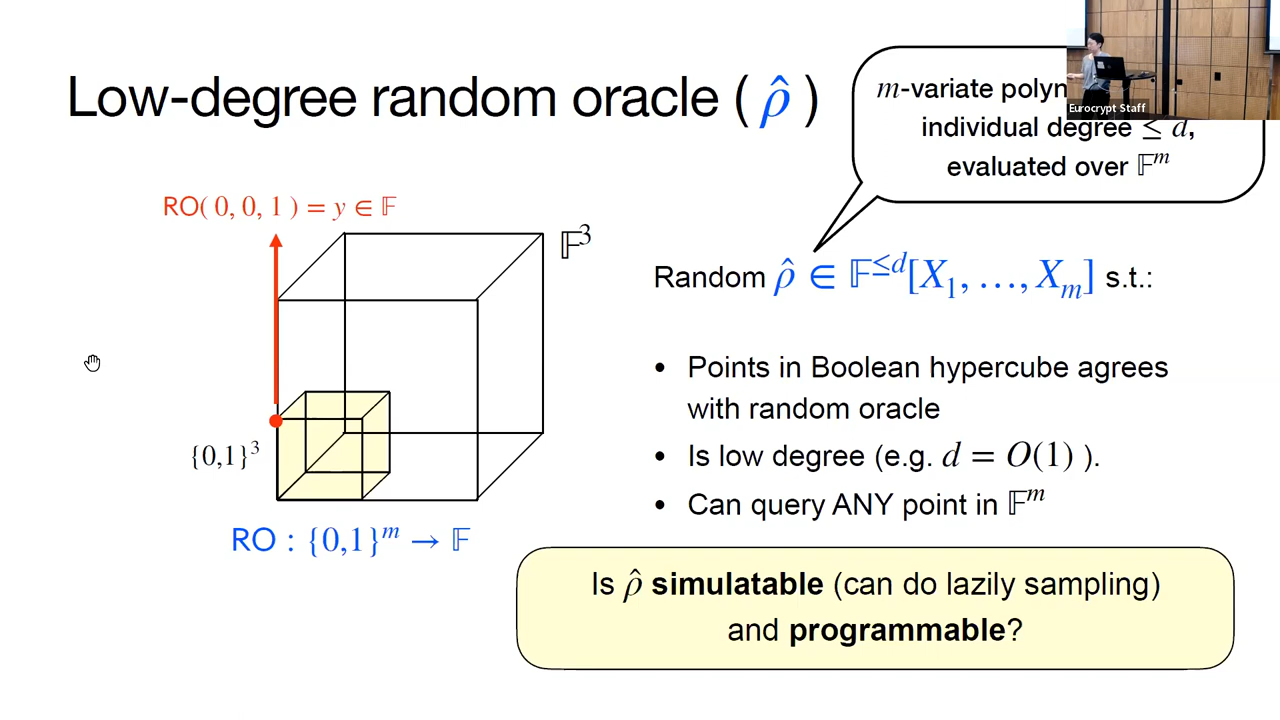 Low-degree random oracle ( ρ̂ )
m-variate polyn
individual degree ≤ d,
evaluated over 𝔽^m
Eurocrypt Staff
RO( 0, 0, 1 ) = y ∈ 𝔽
𝔽^3
{0,1}^3
RO : {0,1}^m → 𝔽
Random ρ̂ ∈ 𝔽^{≤d}[X_1, …, X_m] s.t.:
• Points in Boolean hypercube agrees
with random oracle
• Is low degree (e.g. d = O(1) ).
• Can query ANY point in 𝔽^m
Is ρ̂ simulatable (can do lazily sampling)
and programmable?